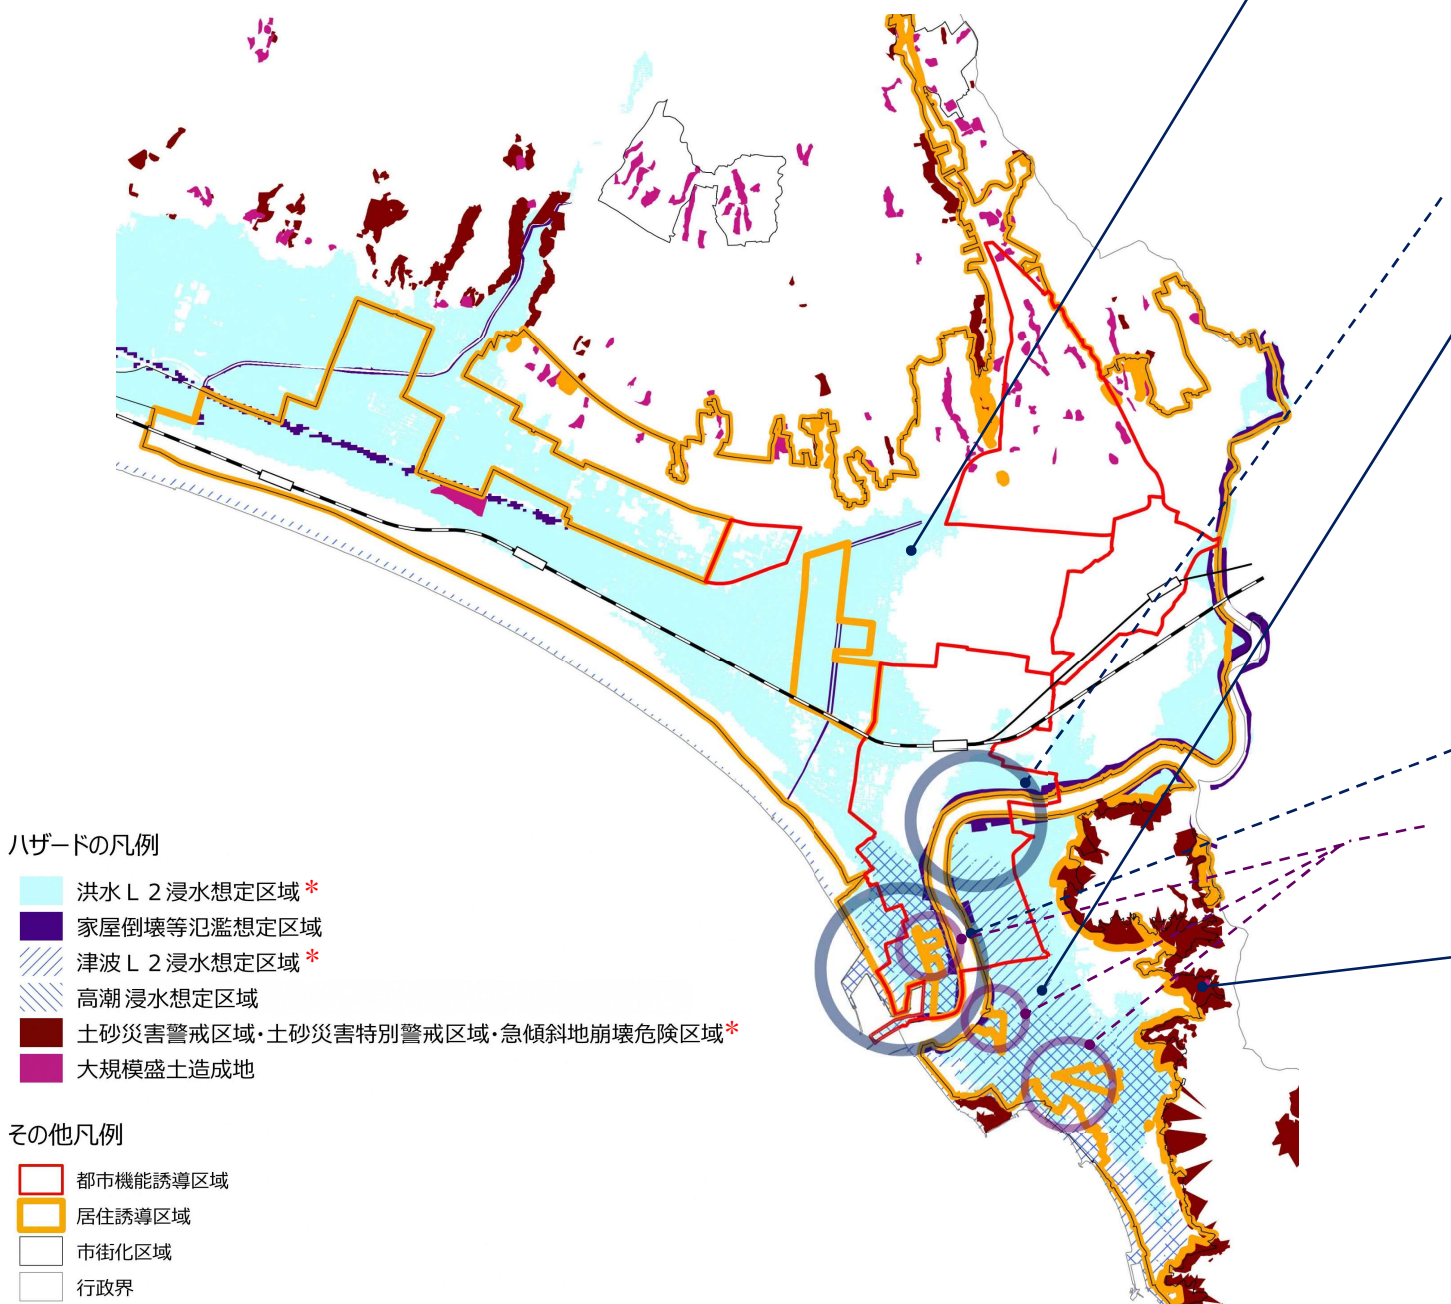 ハザードの凡例
洪水Ｌ２浸水想定区域*
家屋倒壊等氾濫想定区域
津波Ｌ２浸水想定区域*
高潮浸水想定区域
土砂災害警戒区域・土砂災害特別警戒区域・急傾斜地崩壊危険区域*
大規模盛土造成地
その他凡例
都市機能誘導区域
居住誘導区域
市街化区域
行政界